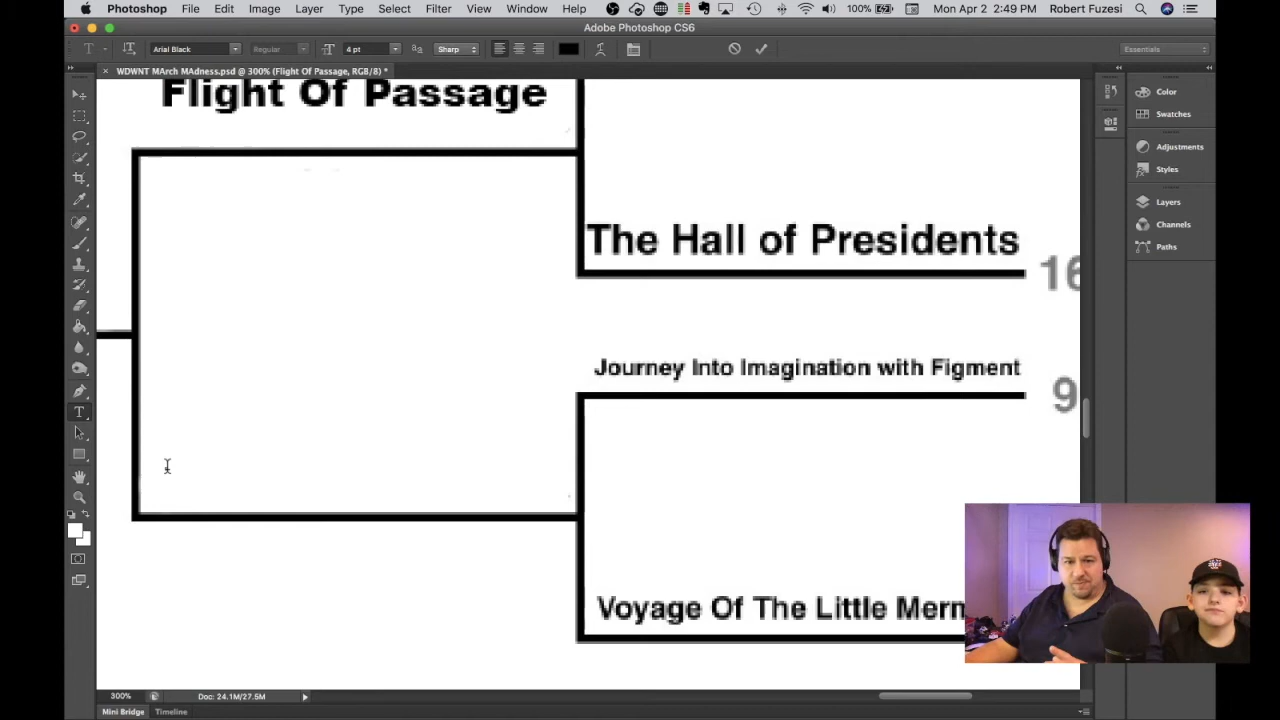 Photoshop File Edit Image Layer Type Select Filter View Window Help 100% Mon Apr 2 2:49 PM Robert Fuzesi
Adobe Photoshop CS6
T Arial Black Regular 4 pt Sharp Essentials
× WDWNT MArch MAdness.psd @ 300% (Flight Of Passage, RGB/8) *
Flight Of Passage
Color
Swatches
Adjustments
Styles
Layers
Channels
Paths
The Hall of Presidents
16
Journey Into Imagination with Figment
9
Voyage Of The Little Merm
300% Doc: 24.1M/27.5M
Mini Bridge Timeline